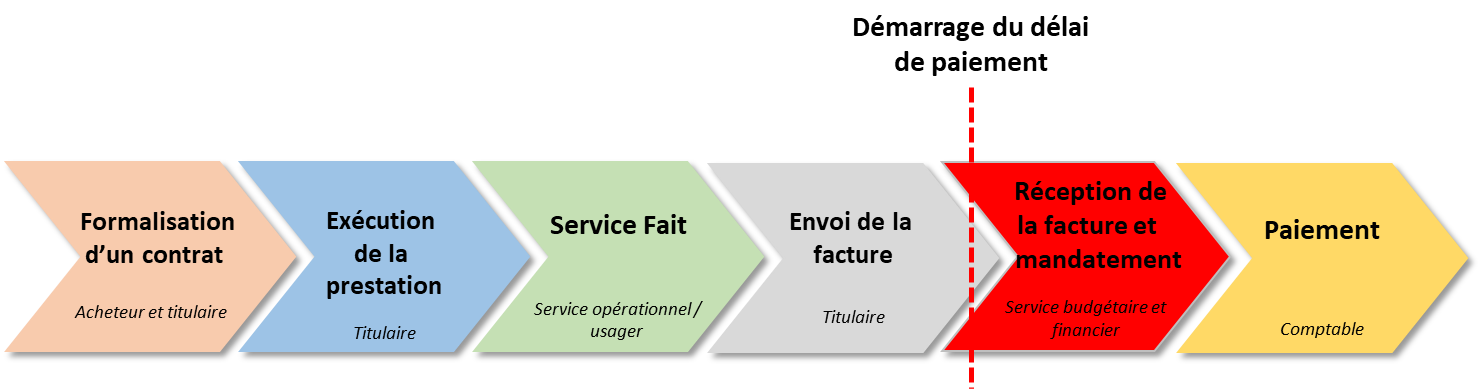 Démarrage du délai
de paiement
Formalisation
d’un contrat
Acheteur et titulaire
Exécution
de la
prestation
Titulaire
Service Fait
Service opérationnel /
usager
Envoi de la
facture
Titulaire
Réception de
la facture et
mandatement
Service budgétaire et
financier
Paiement
Comptable